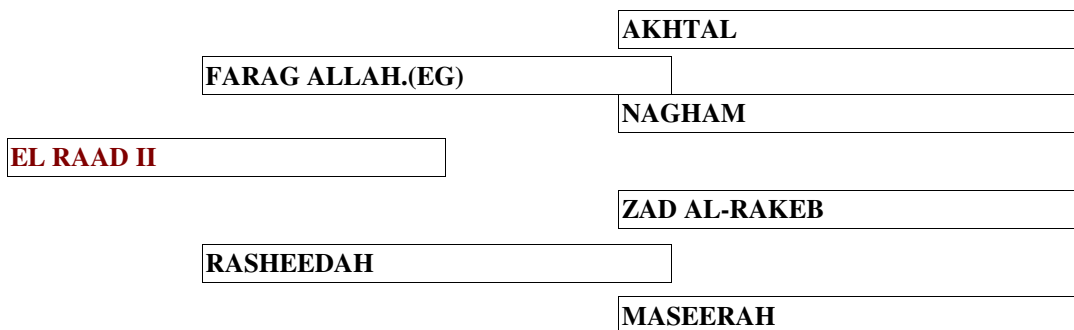 AKHTAL
FARAG ALLAH.(EG)
NAGHAM
EL RAAD II
ZAD AL-RAKEB
RASHEEDAH
MASEERAH